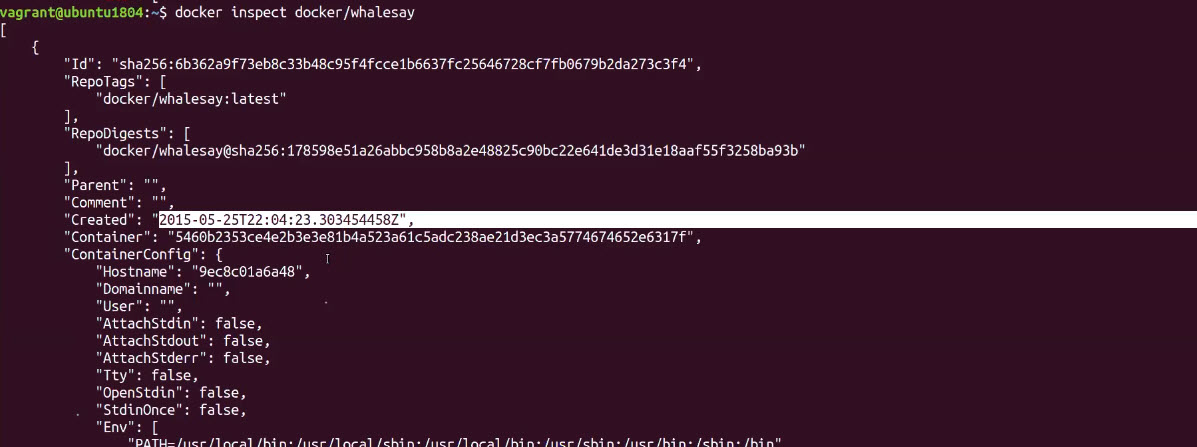 vagrant@ubuntu1804:~$ docker inspect docker/whalesay
[
    {
        "Id": "sha256:6b362a9f73eb8c33b48c95f4fcce1b6637fc25646728cf7fb0679b2da273c3f4",
        "RepoTags": [
            "docker/whalesay:latest"
        ],
        "RepoDigests": [
            "docker/whalesay@sha256:178598e51a26abbc958b8a2e48825c90bc22e641de3d31e18aaf55f3258ba93b"
        ],
        "Parent": "",
        "Comment": "",
        "Created": "2015-05-25T22:04:23.303454458Z",
        "Container": "5460b2353ce4e2b3e3e81b4a523a61c5adc238ae21d3ec3a5774674652e6317f",
        "ContainerConfig": {
            "Hostname": "9ec8c01a6a48",
            "Domainname": "",
            "User": "",
            "AttachStdin": false,
            "AttachStdout": false,
            "AttachStderr": false,
            "Tty": false,
            "OpenStdin": false,
            "StdinOnce": false,
            "Env": [
                "PATH=/usr/local/bin:/usr/local/sbin:/usr/local/bin:/usr/sbin:/usr/bin:/sbin:/bin"